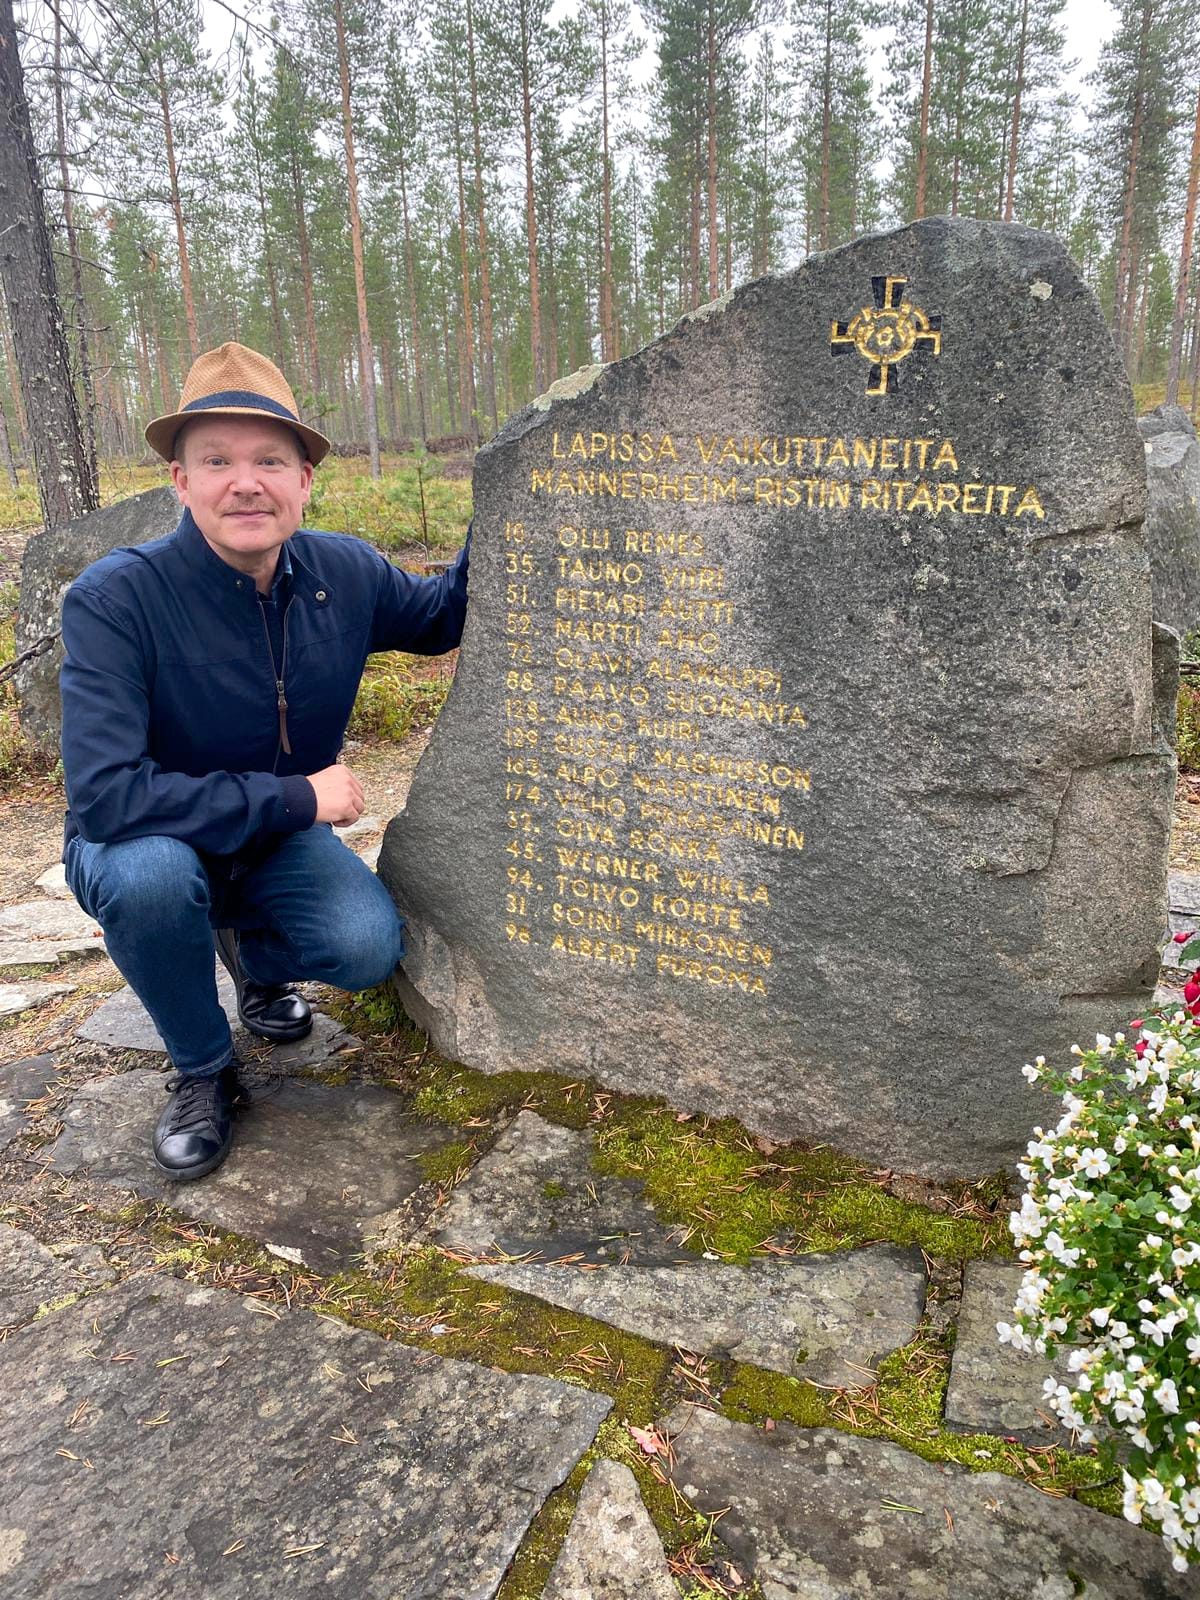 LAPISSA VAIKUTTANEITA
MANNERHEIM-RISTIN RITAREITA
16. OLLI REMES
35. TAUNO VIIRI
51. PIETARI AUTTI
52. MARTTI AHO
72. OLAVI ALAKULPPI
88. PAAVO SUORANTA
128. AUNO KUIRI
129. GUSTAF MAGNUSSON
163. ALPO MARTTINEN
174. VILHO PIKKARAINEN
32. OIVA RÖNKÄ
45. WERNER WIIKLA
94. TOIVO KORTE
31. SOINI MIKKONEN
96. ALBERT PUROMA